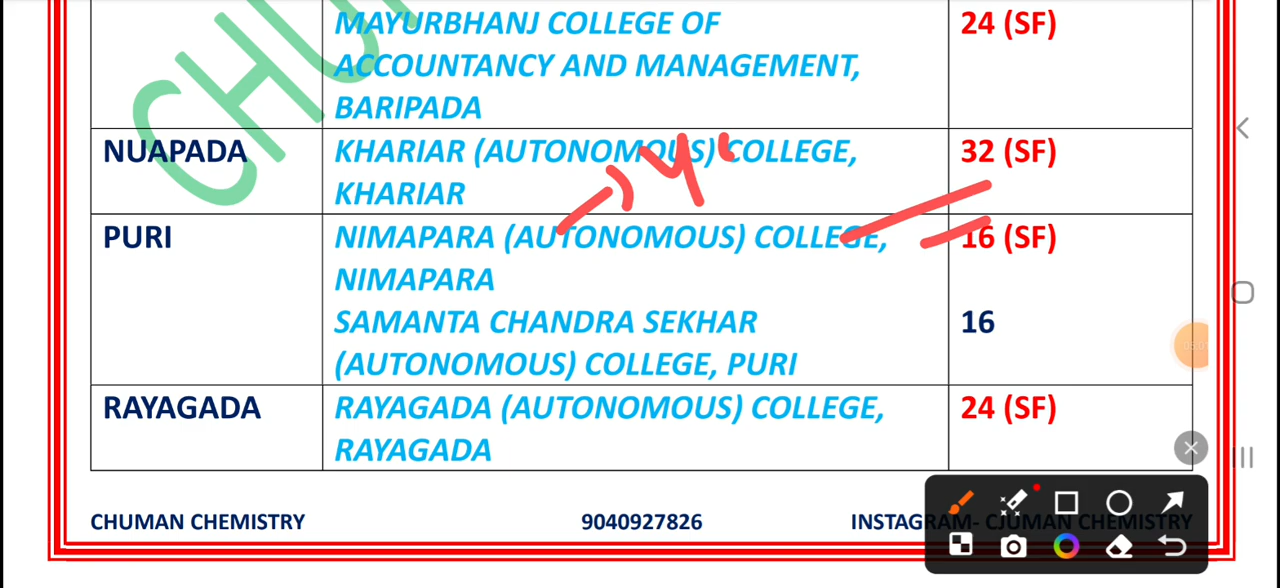 MAYURBHANJ COLLEGE OF 24 (SF)
ACCOUNTANCY AND MANAGEMENT,
BARIPADA
NUAPADA KHARIAR (AUTONOMOUS) COLLEGE, 32 (SF)
KHARIAR
PURI NIMAPARA (AUTONOMOUS) COLLEGE, 16 (SF)
NIMAPARA
SAMANTA CHANDRA SEKHAR 16
(AUTONOMOUS) COLLEGE, PURI
RAYAGADA RAYAGADA (AUTONOMOUS) COLLEGE, 24 (SF)
RAYAGADA
CHUMAN CHEMISTRY 9040927826 INSTAGRAM- CJUMAN CHEMISTRY